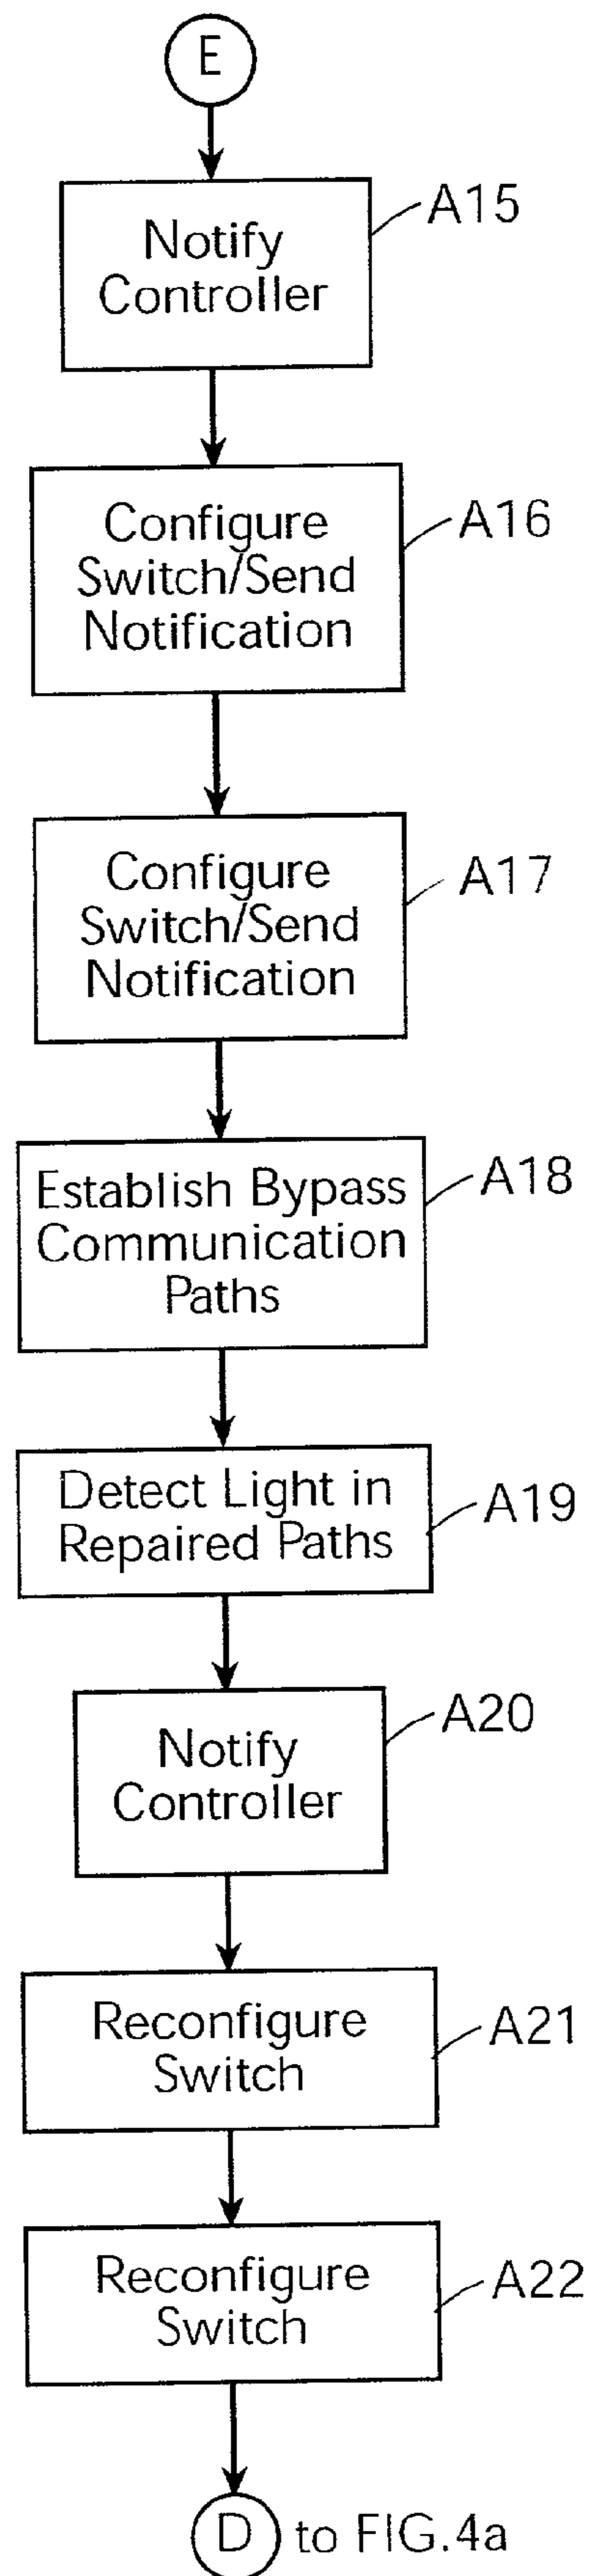 E
A15
Notify
Controller
A16
Configure
Switch/Send
Notification
A17
Configure
Switch/Send
Notification
A18
Establish Bypass
Communication
Paths
A19
Detect Light in
Repaired Paths
A20
Notify
Controller
A21
Reconfigure
Switch
A22
Reconfigure
Switch
D to FIG.4a